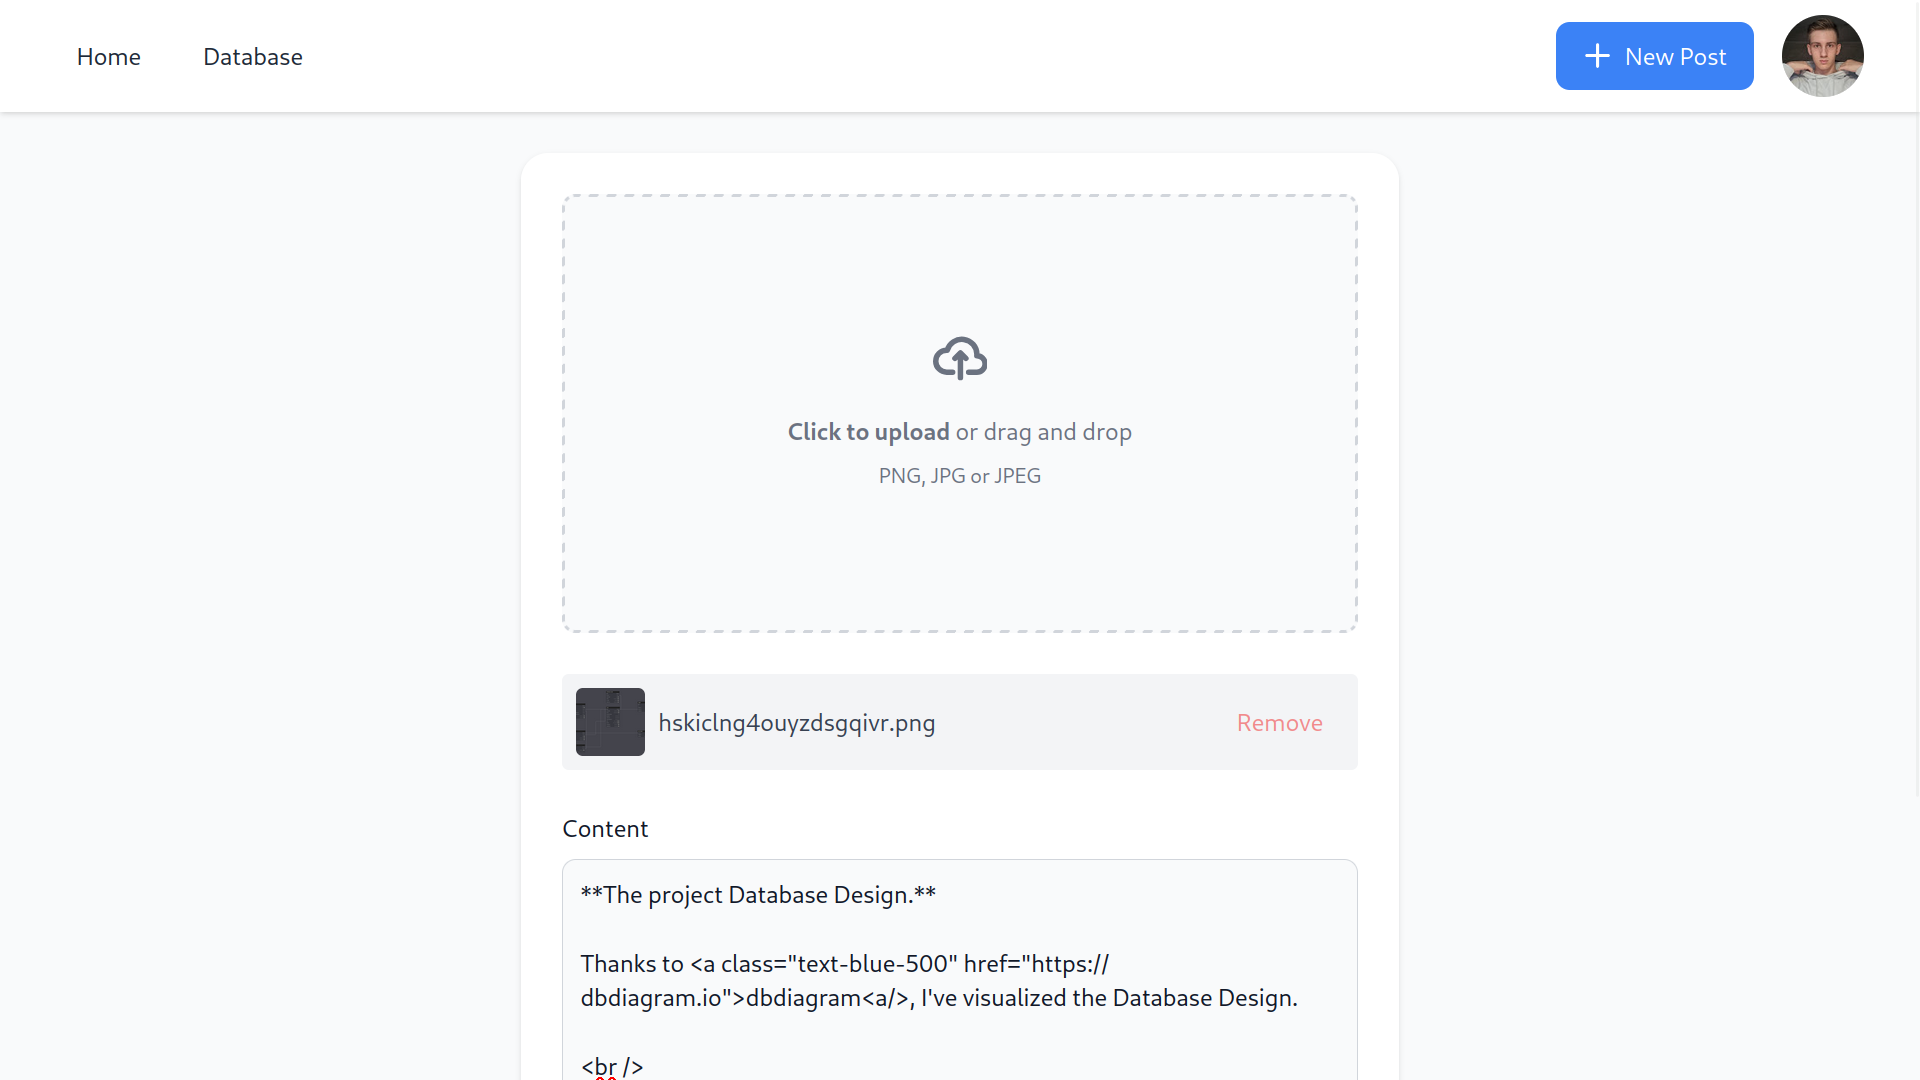 Home Database New Post
Click to upload or drag and drop
PNG, JPG or JPEG
hskiclng4ouyzdsgqivr.png Remove
Content
**The project Database Design.**
Thanks to <a class="text-blue-500" href="https://
dbdiagram.io">dbdiagram<a/>, I've visualized the Database Design.
<br />